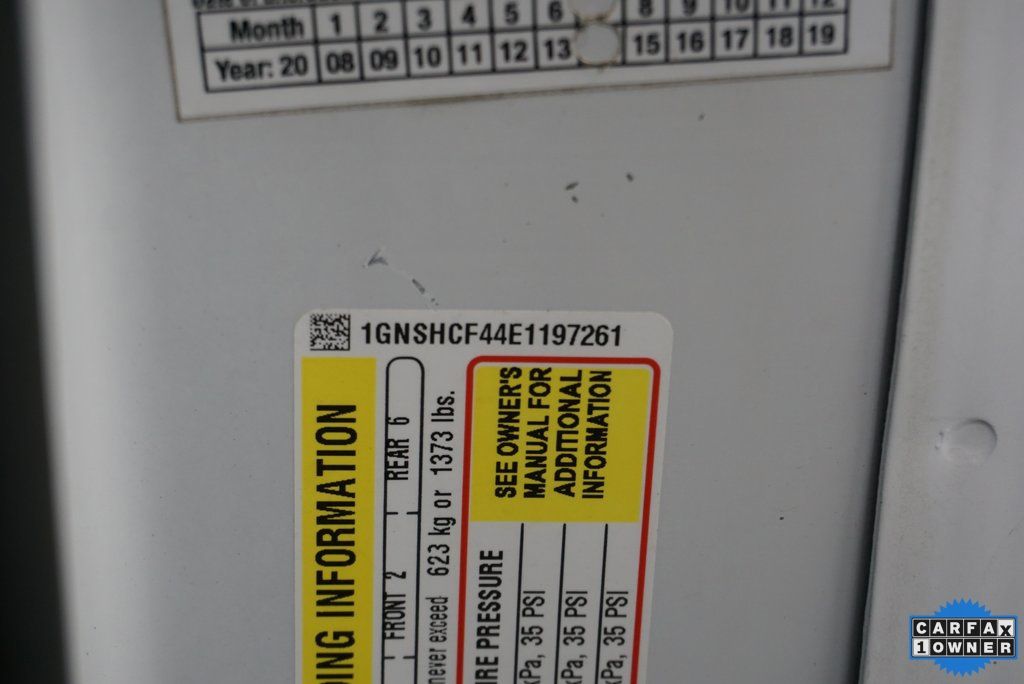 Month 1 2 3 4 5 6 8 9 10 11 12
Year: 20 08 09 10 11 12 13 15 16 17 18 19
1GNSHCF44E1197261
DING INFORMATION
FRONT 2 REAR 6
never exceed 623 kg or 1373 lbs.
SEE OWNER'S
MANUAL FOR
ADDITIONAL
INFORMATION
IRE PRESSURE
kPa, 35 PSI
kPa, 35 PSI
kPa, 35 PSI
CARFAX
1 OWNER